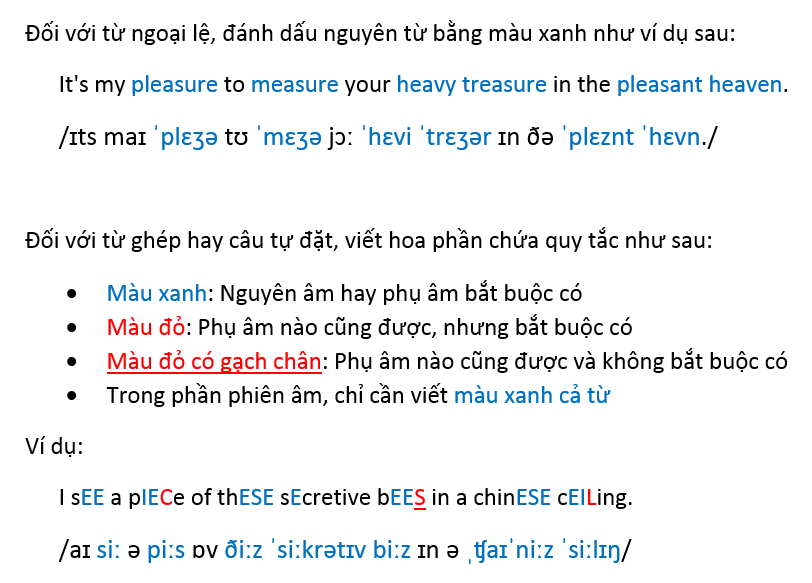 Đối với từ ngoại lệ, đánh dấu nguyên từ bằng màu xanh như ví dụ sau:
It's my pleasure to measure your heavy treasure in the pleasant heaven.
/ɪts maɪ ˈplɛʒə tʊ ˈmɛʒə jɔː ˈhɛvi ˈtrɛʒər ɪn ðə ˈplɛznt ˈhɛvn./
Đối với từ ghép hay câu tự đặt, viết hoa phần chứa quy tắc như sau:
• Màu xanh: Nguyên âm hay phụ âm bắt buộc có
• Màu đỏ: Phụ âm nào cũng được, nhưng bắt buộc có
• Màu đỏ có gạch chân: Phụ âm nào cũng được và không bắt buộc có
• Trong phần phiên âm, chỉ cần viết màu xanh cả từ
Ví dụ:
I sEE a pIECe of thESE sEcretive bEES in a chinESE cEILing.
/aɪ siː ə piːs ɒv ðiːz ˈsiːkrətɪv biːz ɪn ə ˌʧaɪˈniːz ˈsiːlɪŋ/